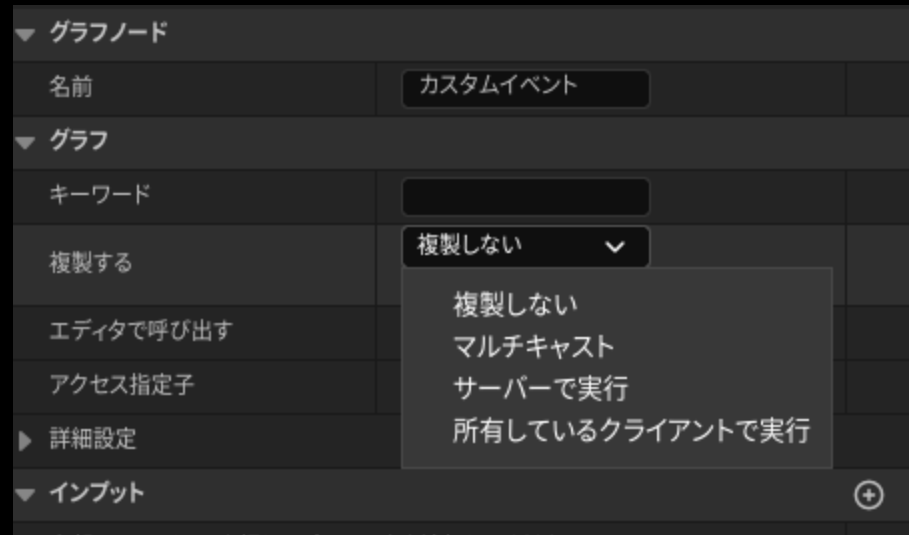 グラフノード
名前 カスタムイベント
グラフ
キーワード
複製する 複製しない
複製しない
マルチキャスト
サーバーで実行
所有しているクライアントで実行
エディタで呼び出す
アクセス指定子
詳細設定
インプット